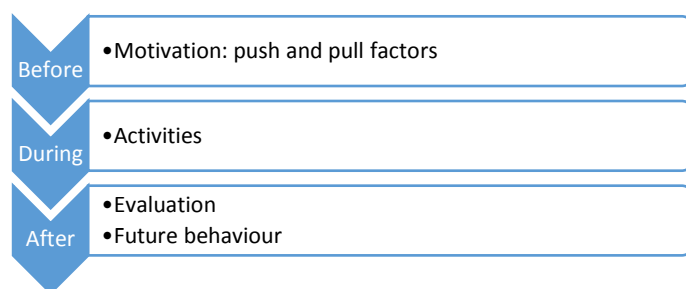 Before
•Motivation: push and pull factors
During
•Activities
After
•Evaluation
•Future behaviour